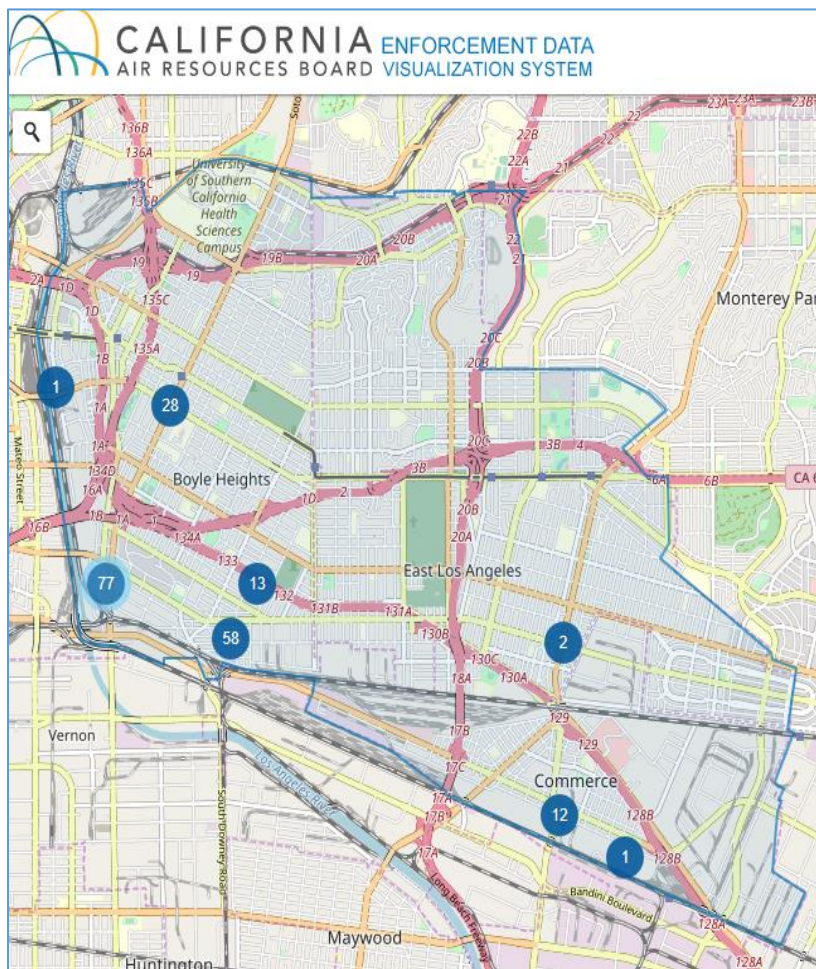 CALIFORNIA ENFORCEMENT DATA
AIR RESOURCES BOARD VISUALIZATION SYSTEM
136B
136A
135C
135B
Soto
University
of Southern
California
Health
Sciences
Campus
22
23A
23A
23B
22B
22A
21
21
22
20B
20A
19B
19
19
2A
1D
1D
135C
135A
1B
1A
1A
134D
16A
16B
1B
1A
1
134A
133
132
131B
131A
130B
130C
130A
129
129
128B
128B
128A
128A
Monterey Par
20C
20B
20C
3B
4
3B
2
1D
6A
6B
CA 6
20B
20A
18A
17B
17C
17A
17B
17A
1
28
Mateo Street
Boyle Heights
77
13
East Los Angeles
58
2
Vernon
Los Angeles River
South Downey Road
Commerce
12
1
Bandini Boulevard
Long Beach Freeway
Maywood
Huntington